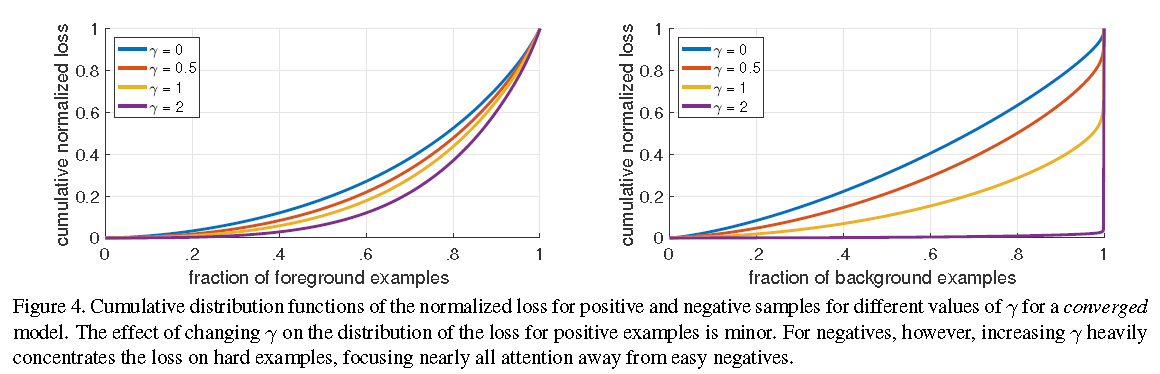 cumulative normalized loss
1
0.8
0.6
0.4
0.2
0
γ = 0
γ = 0.5
γ = 1
γ = 2
0
.2
.4
.6
.8
1
fraction of foreground examples
cumulative normalized loss
1
0.8
0.6
0.4
0.2
0
γ = 0
γ = 0.5
γ = 1
γ = 2
0
.2
.4
.6
.8
1
fraction of background examples
Figure 4. Cumulative distribution functions of the normalized loss for positive and negative samples for different values of γ for a converged
model. The effect of changing γ on the distribution of the loss for positive examples is minor. For negatives, however, increasing γ heavily
concentrates the loss on hard examples, focusing nearly all attention away from easy negatives.